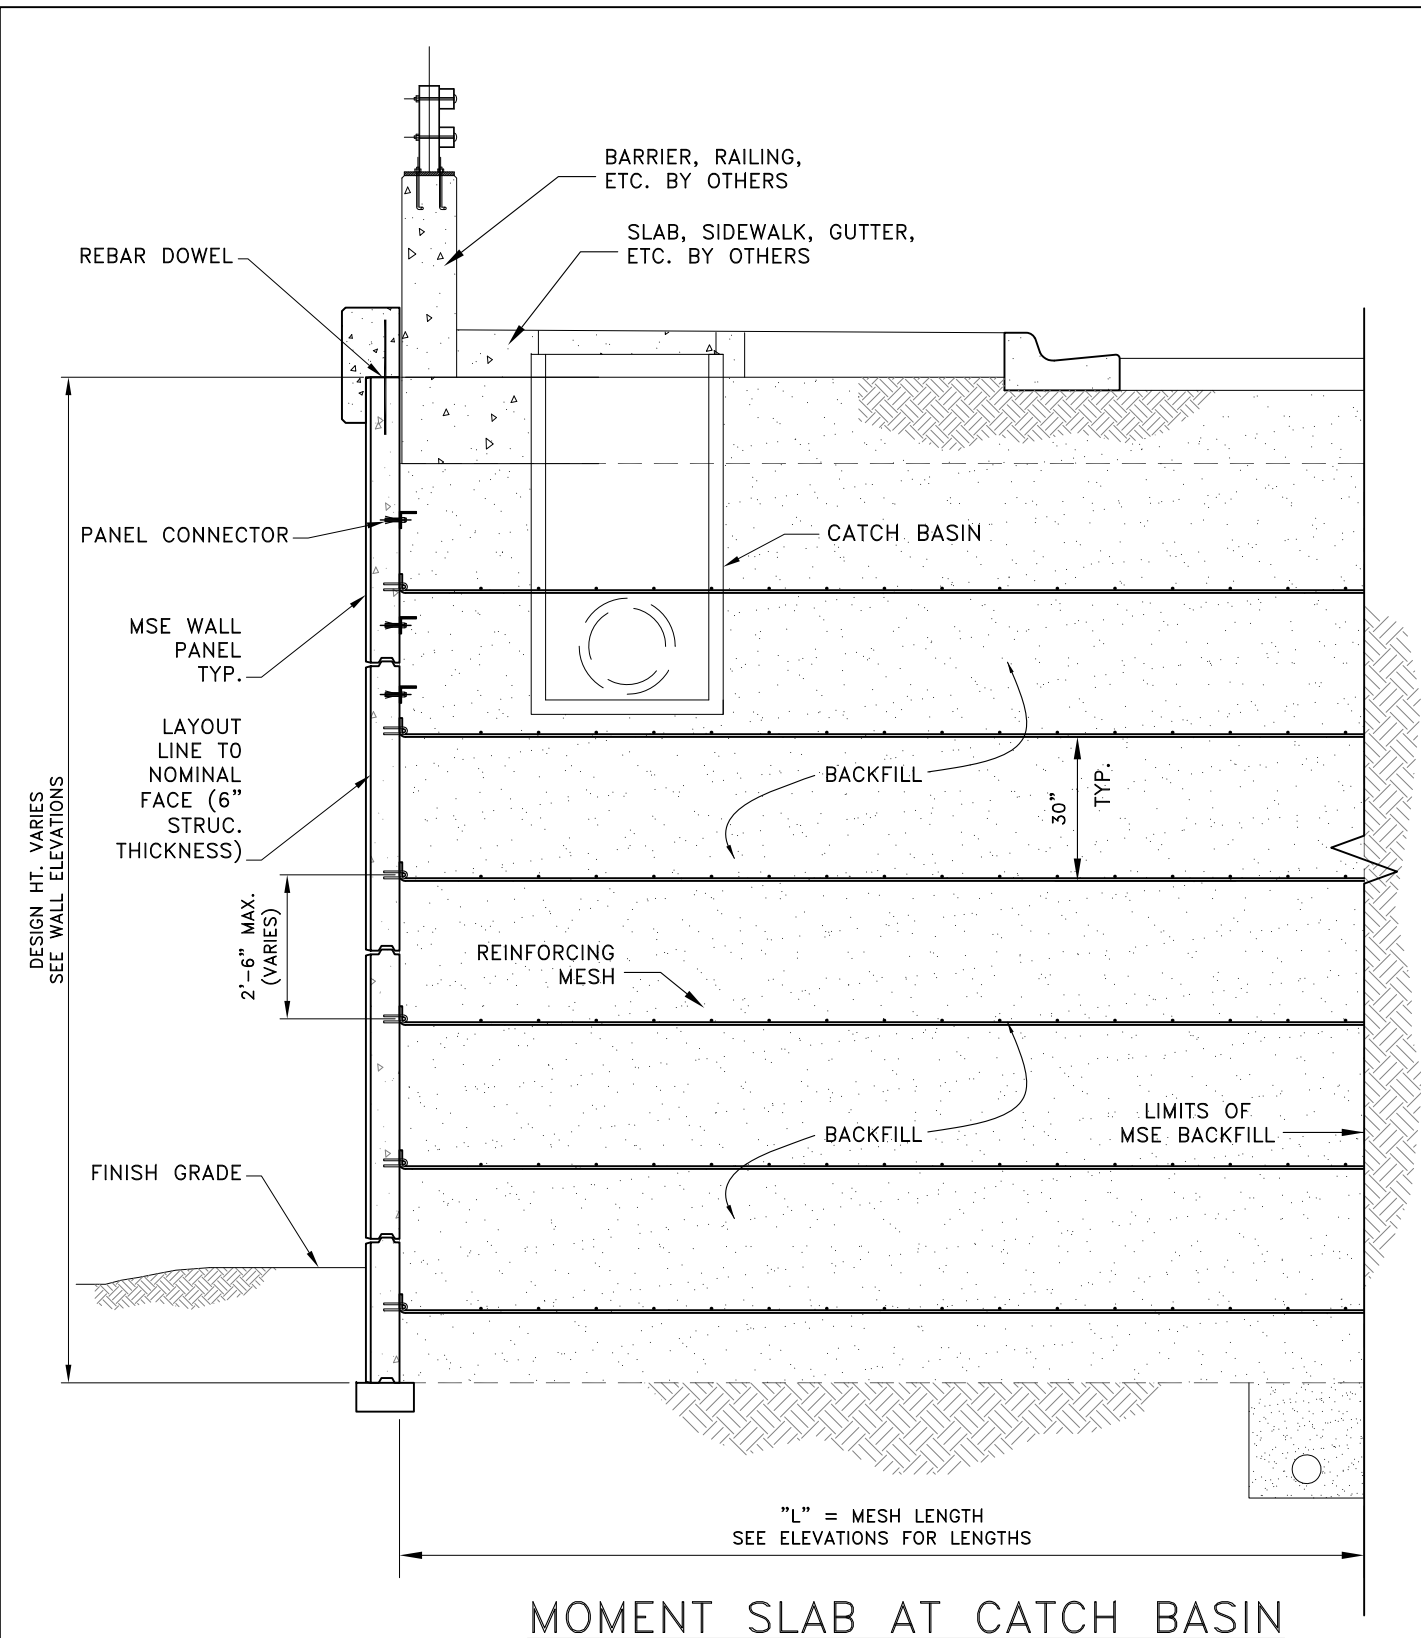 BARRIER, RAILING,
ETC. BY OTHERS
SLAB, SIDEWALK, GUTTER,
ETC. BY OTHERS
REBAR DOWEL
PANEL CONNECTOR
CATCH BASIN
MSE WALL
PANEL
TYP.
LAYOUT
LINE TO
NOMINAL
FACE (6”
STRUC.
THICKNESS)
BACKFILL
30”
TYP.
DESIGN HT. VARIES
SEE WALL ELEVATIONS
2'-6” MAX.
(VARIES)
REINFORCING
MESH
BACKFILL
LIMITS OF
MSE BACKFILL
FINISH GRADE
”L” = MESH LENGTH
SEE ELEVATIONS FOR LENGTHS
MOMENT SLAB AT CATCH BASIN